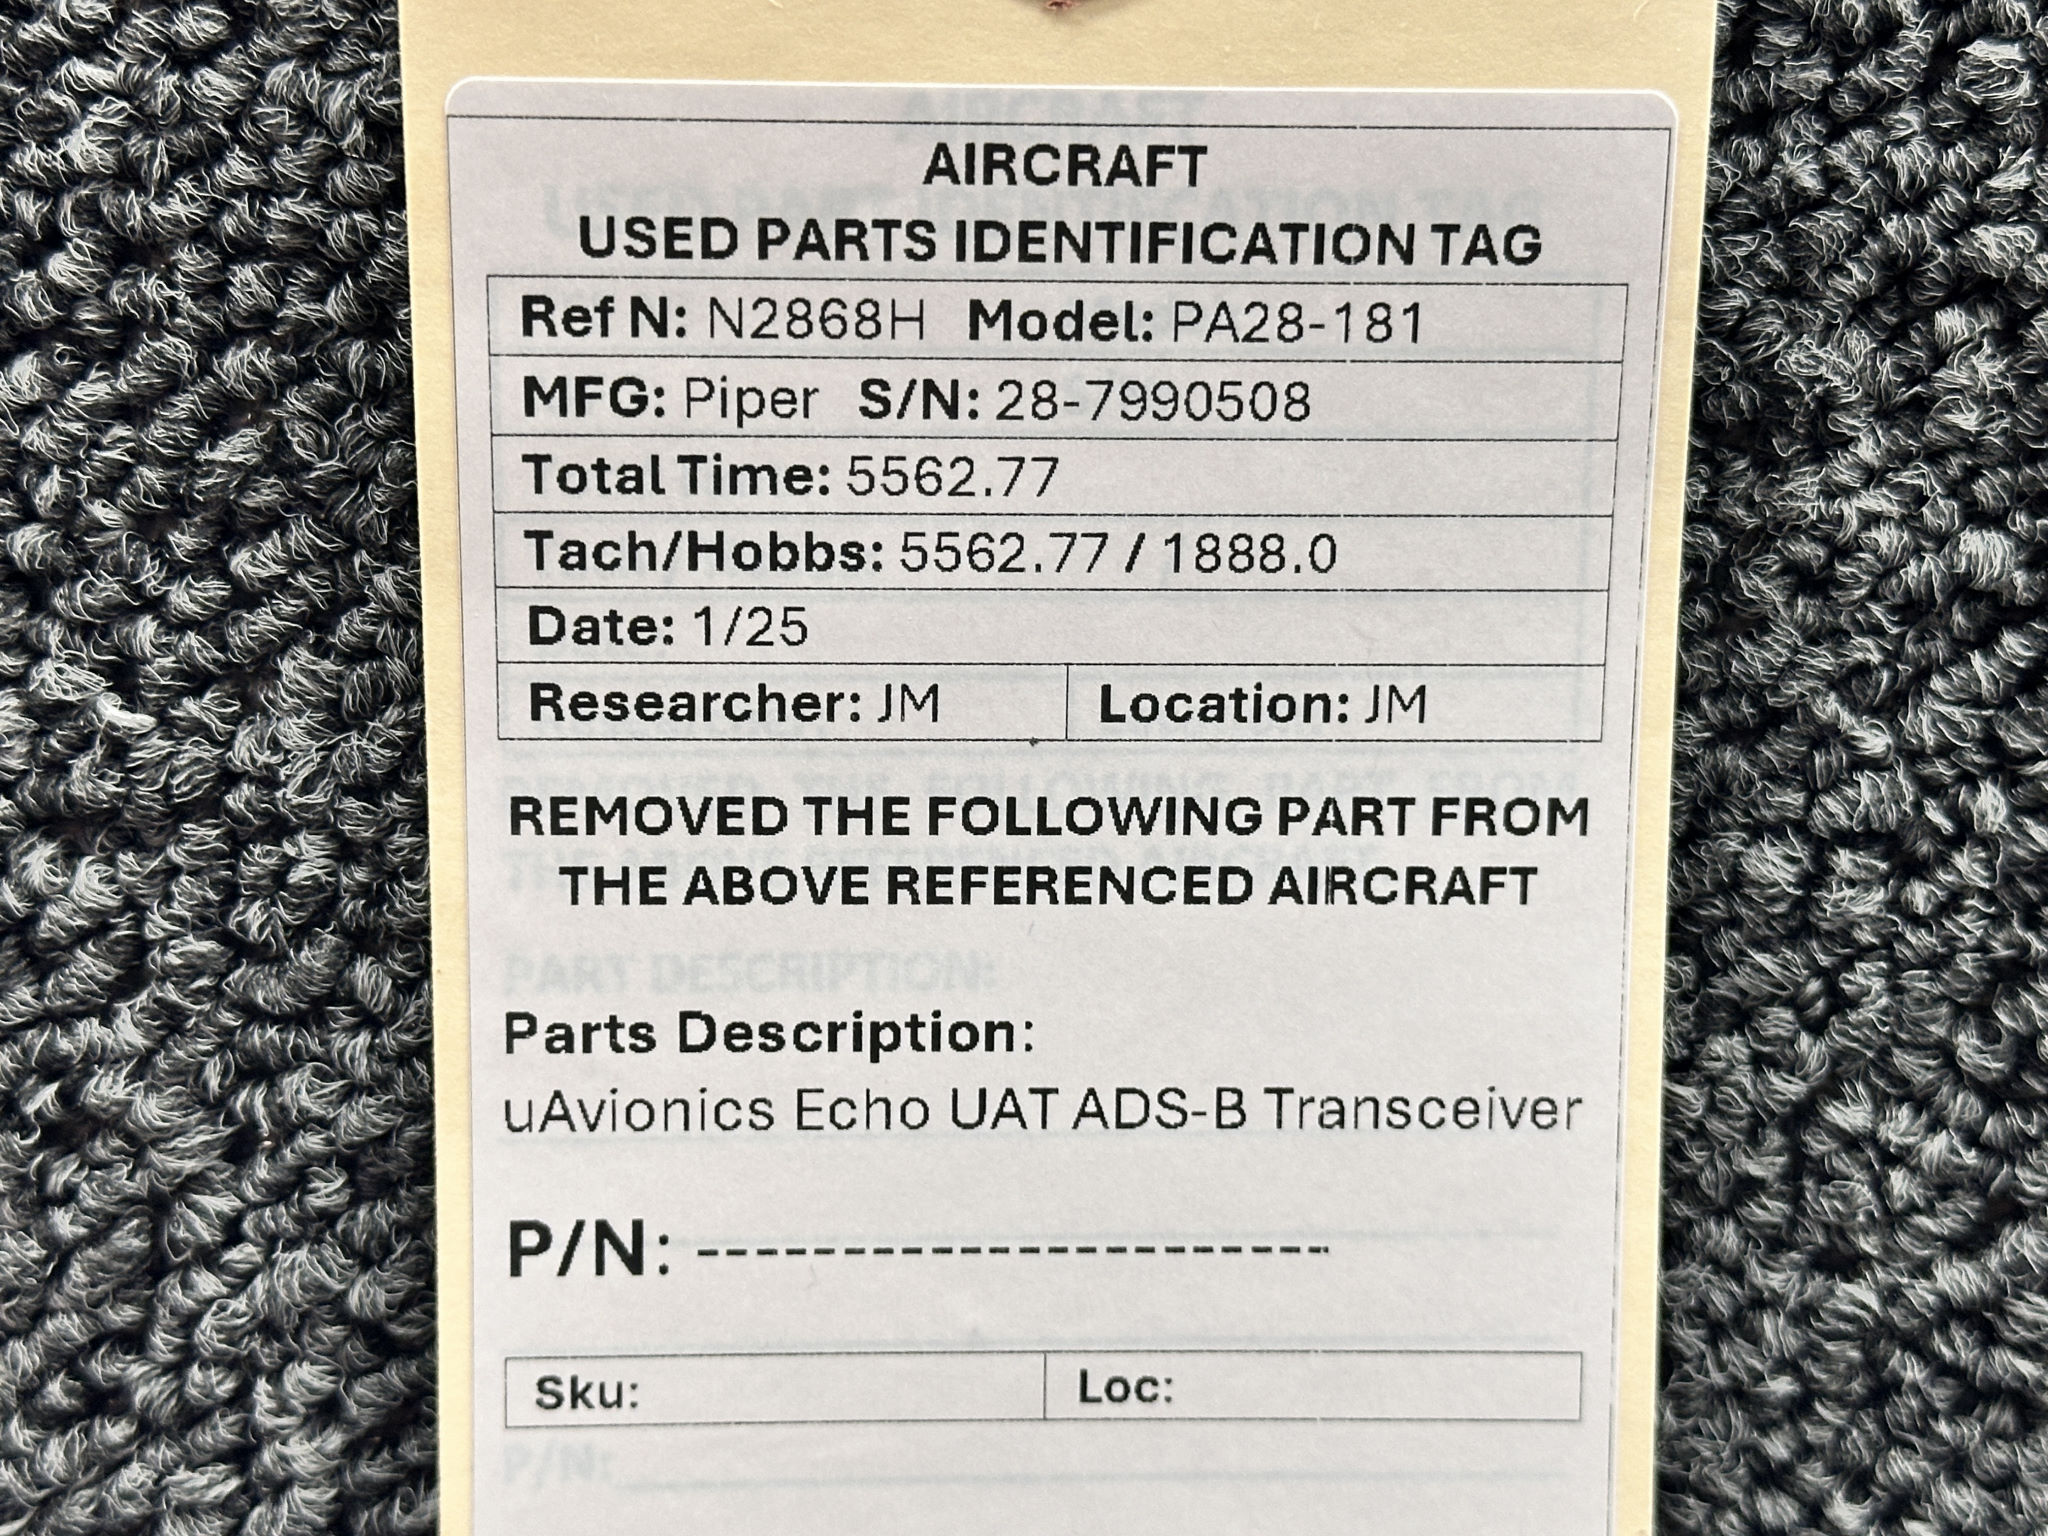 AIRCRAFT
USED PARTS IDENTIFICATION TAG
Ref N: N2868H Model: PA28-181
MFG: Piper S/N: 28-7990508
Total Time: 5562.77
Tach/Hobbs: 5562.77 / 1888.0
Date: 1/25
Researcher: JM Location: JM
REMOVED THE FOLLOWING PART FROM
THE ABOVE REFERENCED AIRCRAFT
PART DESCRIPTION:
Parts Description:
uAvionics Echo UAT ADS-B Transceiver
P/N: ----------------------
Sku: Loc:
P/N: